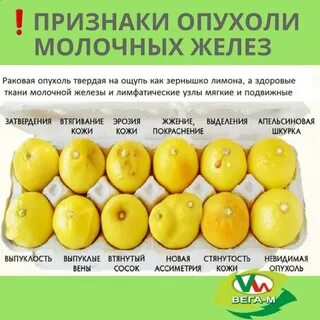 ❗ПРИЗНАКИ ОПУХОЛИ
МОЛОЧНЫХ ЖЕЛЕЗ
Раковая опухоль твердая на ощупь как зернышко лимона, а здоровые
ткани молочной железы и лимфатические узлы мягкие и подвижные
ЗАТВЕРДЕНИЯ ВТЯГИВАНИЕ КОЖИ ЭРОЗИЯ КОЖИ ЖЖЕНИЕ, ПОКРАСНЕНИЕ ВЫДЕЛЕНИЯ АПЕЛЬСИНОВАЯ ШКУРКА
ВЫПУКЛОСТЬ ВЫПУКЛЫЕ ВЕНЫ ВТЯНУТЫЙ СОСОК НОВАЯ АССИМЕТРИЯ СТЯНУТОСТЬ КОЖИ НЕВИДИМАЯ ОПУХОЛЬ
ВЕГА-М